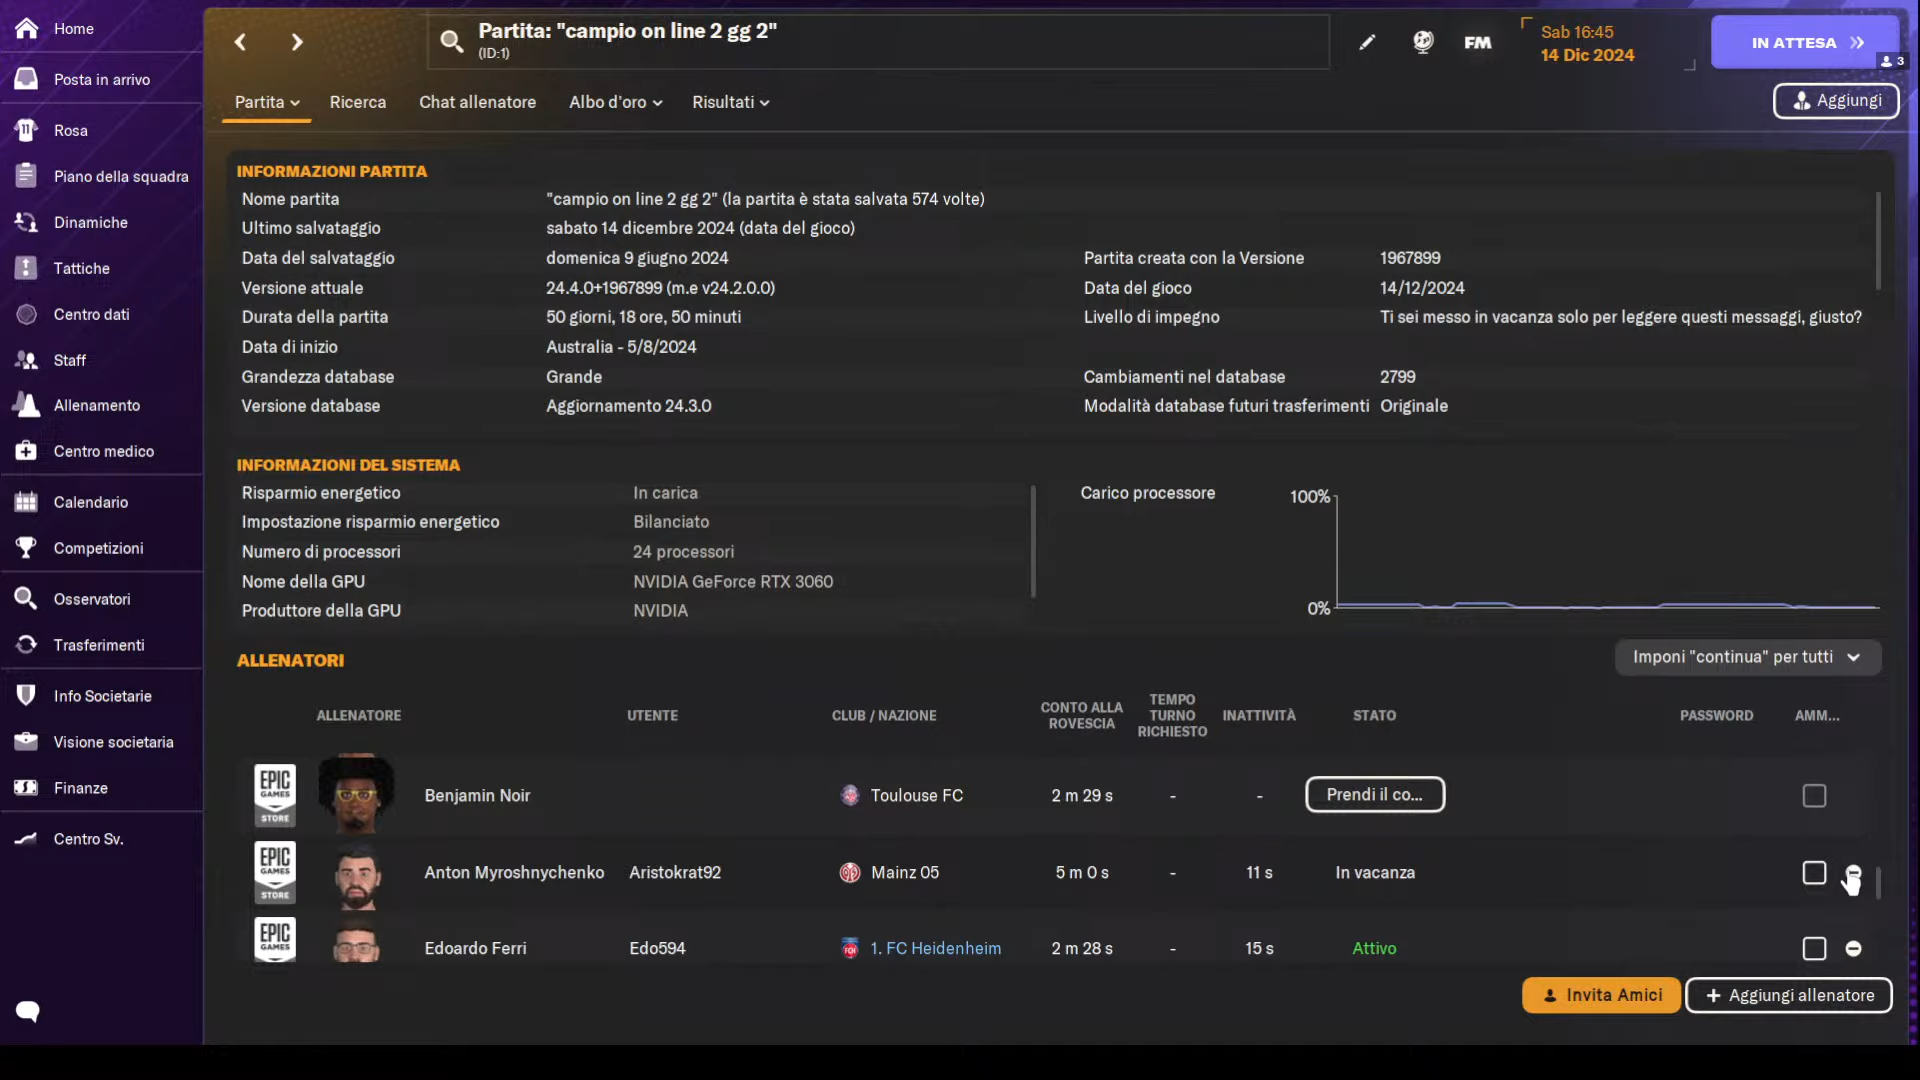 Home
Posta in arrivo
Rosa
Piano della squadra
Dinamiche
Tattiche
Centro dati
Staff
Allenamento
Centro medico
Calendario
Competizioni
Osservatori
Trasferimenti
Info Societarie
Visione societaria
Finanze
Centro Sv.
Partita: "campio on line 2 gg 2"
(ID:1)
FM
Sab 16:45
14 Dic 2024
IN ATTESA
3
Partita
Ricerca
Chat allenatore
Albo d'oro
Risultati
Aggiungi
INFORMAZIONI PARTITA
Nome partita "campio on line 2 gg 2" (la partita è stata salvata 574 volte)
Ultimo salvataggio sabato 14 dicembre 2024 (data del gioco)
Data del salvataggio domenica 9 giugno 2024 Partita creata con la Versione 1967899
Versione attuale 24.4.0+1967899 (m.e v24.2.0.0) Data del gioco 14/12/2024
Durata della partita 50 giorni, 18 ore, 50 minuti Livello di impegno Ti sei messo in vacanza solo per leggere questi messaggi, giusto?
Data di inizio Australia - 5/8/2024
Grandezza database Grande Cambiamenti nel database 2799
Versione database Aggiornamento 24.3.0 Modalità database futuri trasferimenti Originale
INFORMAZIONI DEL SISTEMA
Risparmio energetico In carica
Impostazione risparmio energetico Bilanciato
Numero di processori 24 processori
Nome della GPU NVIDIA GeForce RTX 3060
Produttore della GPU NVIDIA
Carico processore
100%
0%
ALLENATORI
Imponi "continua" per tutti
ALLENATORE UTENTE CLUB / NAZIONE CONTO ALLA ROVESCIA TEMPO TURNO RICHIESTO INATTIVITÀ STATO PASSWORD AMM...
EPIC GAMES STORE Benjamin Noir Toulouse FC 2 m 29 s - - Prendi il co...
EPIC GAMES STORE Anton Myroshnychenko Aristokrat92 Mainz 05 5 m 0 s - 11 s In vacanza
EPIC GAMES STORE Edoardo Ferri Edo594 1. FC Heidenheim 2 m 28 s - 15 s Attivo
Invita Amici
+ Aggiungi allenatore